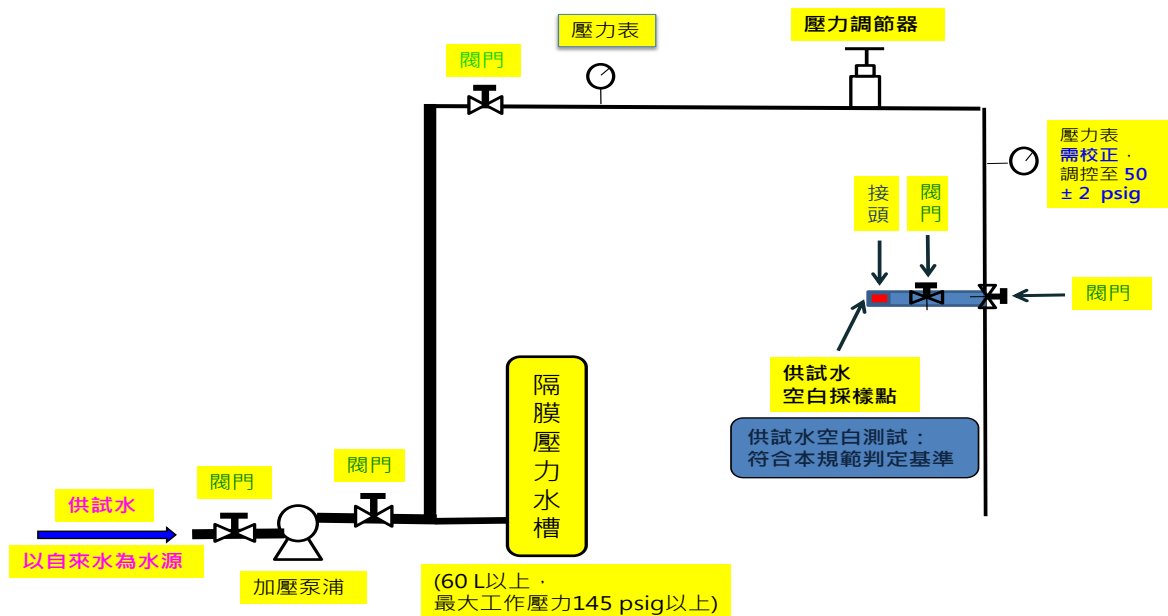 壓力表
壓力調節器
閥門
壓力表
需校正，
調控至 50
± 2 psig
接
頭
閥
門
閥門
供試水
空白採樣點
供試水空白測試：
符合本規範判定基準
隔
膜
壓
力
水
槽
閥門
閥門
供試水
以自來水為水源
加壓泵浦
(60 L以上，
最大工作壓力145 psig以上)